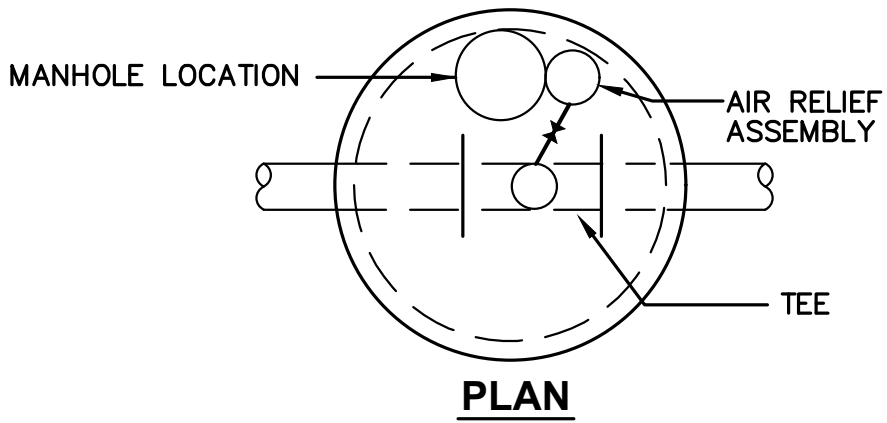 MANHOLE LOCATION
AIR RELIEF
ASSEMBLY
TEE
PLAN